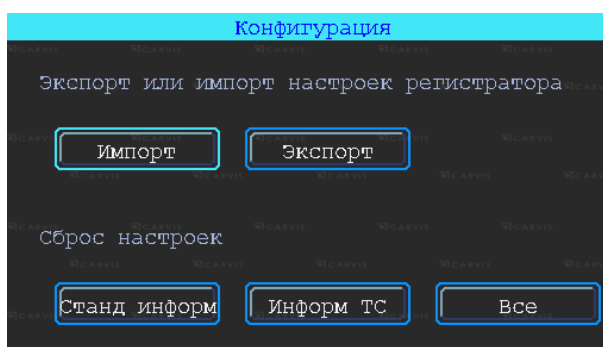 Конфигурация
Экспорт или импорт настроек регистратора
Импорт Экспорт
Сброс настроек
Станд информ Информ ТС Все